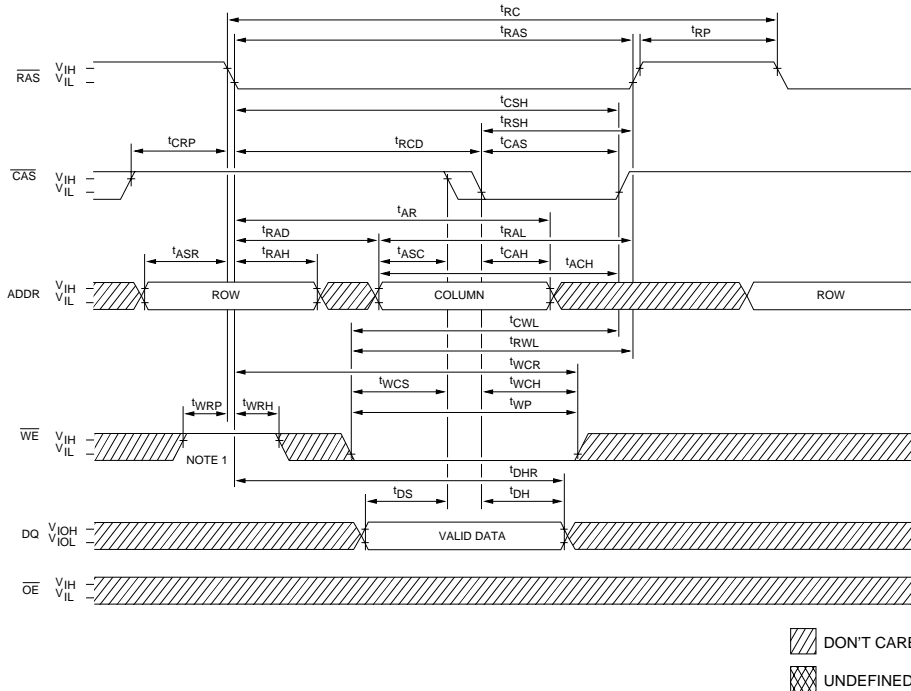 tRC
tRAS tRP
RAS VIH
VIL
tCSH
tRSH
tCRP tRCD tCAS
CAS VIH
VIL
tAR
tRAD tRAL
tASR tRAH tASC tCAH
tACH
ADDR VIH
VIL
ROW COLUMN ROW
tCWL
tRWL
tWCR
tWCS tWCH
tWRP tWRH tWP
WE VIH
VIL
NOTE 1
tDHR
tDS tDH
DQ VIOH
VIOL
VALID DATA
OE VIH
VIL
DON'T CARE
UNDEFINED